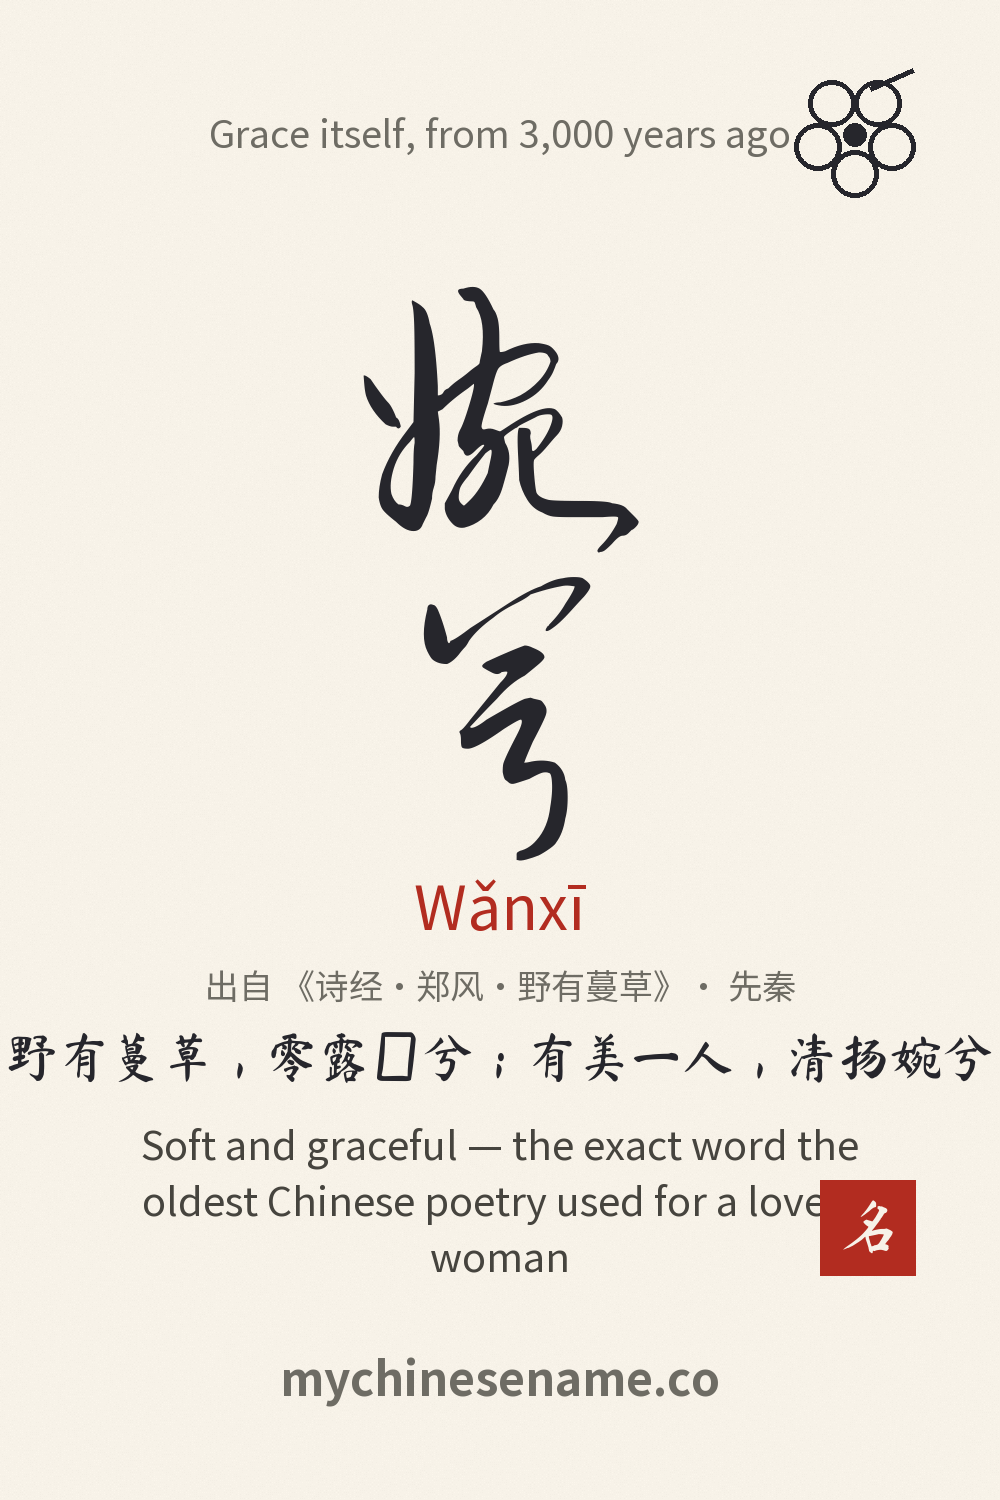 Grace itself, from 3,000 years ago
婉
兮
Wǎnxī
出自 《诗经·郑风·野有蔓草》 · 先秦
野有蔓草，零露兮；有美一人，清扬婉兮
Soft and graceful — the exact word the
oldest Chinese poetry used for a love
woman
名
mychinesename.co